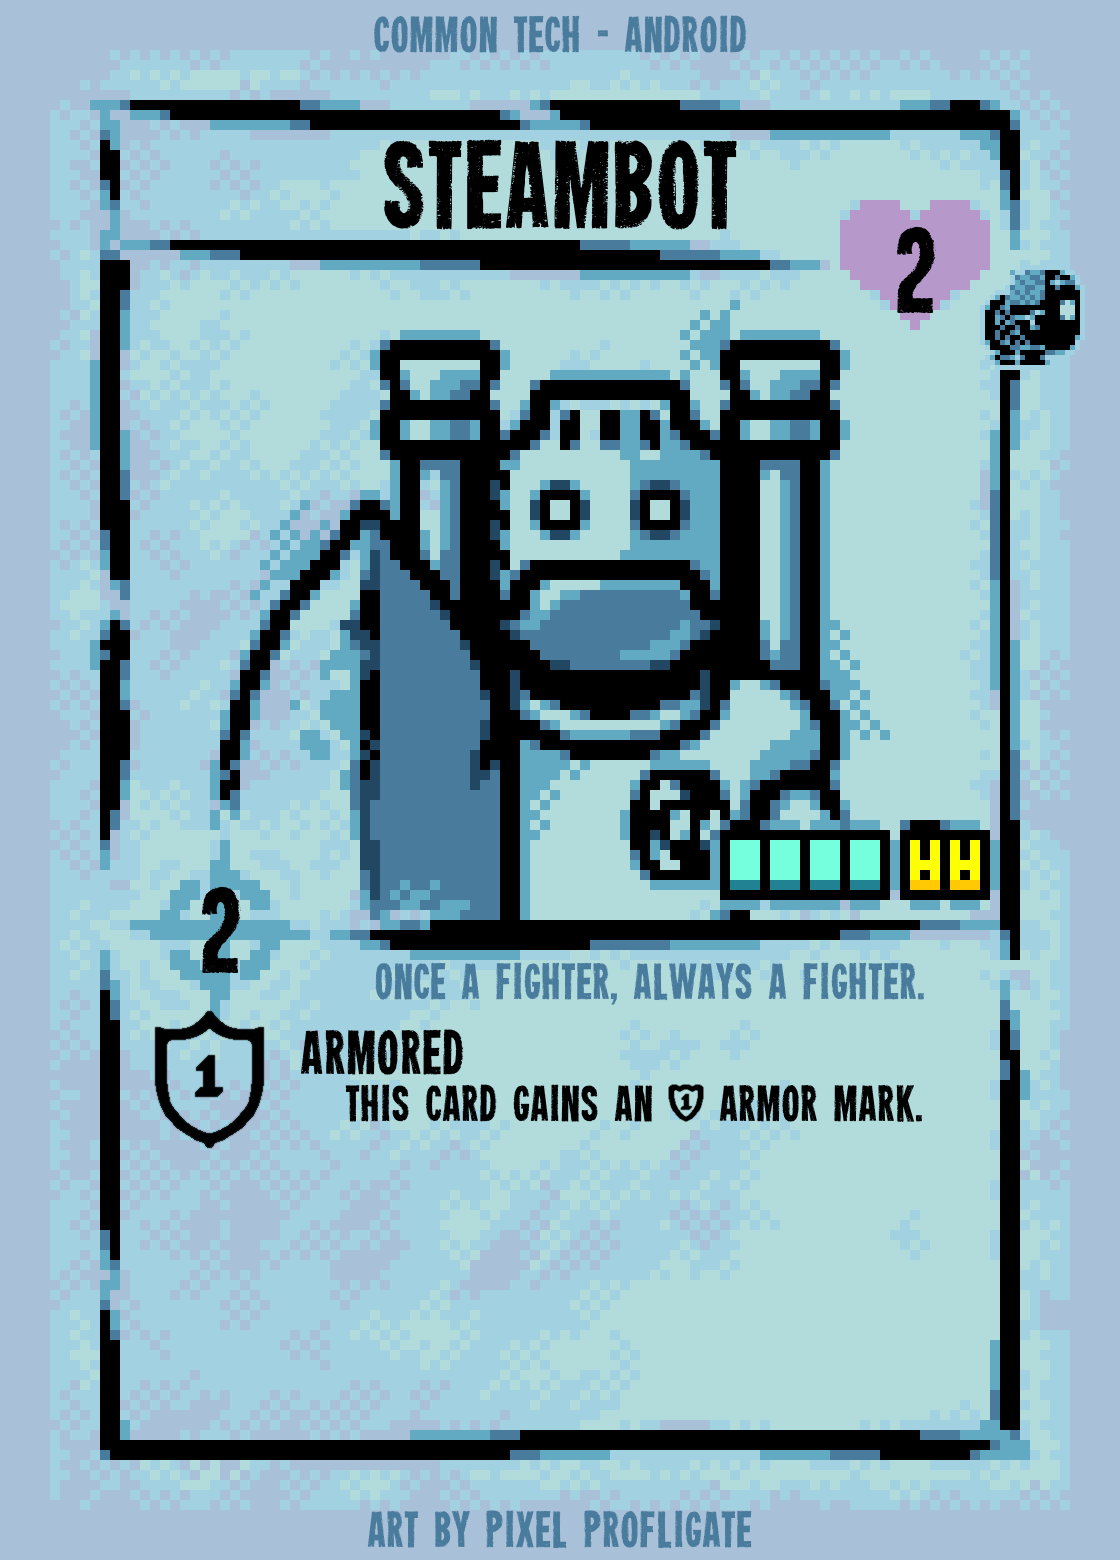 COMMON TECH - ANDROID
STEAMBOT
2
2
ONCE A FIGHTER, ALWAYS A FIGHTER.
1
ARMORED
THIS CARD GAINS AN 1 ARMOR MARK.
ART BY PIXEL PROFLIGATE